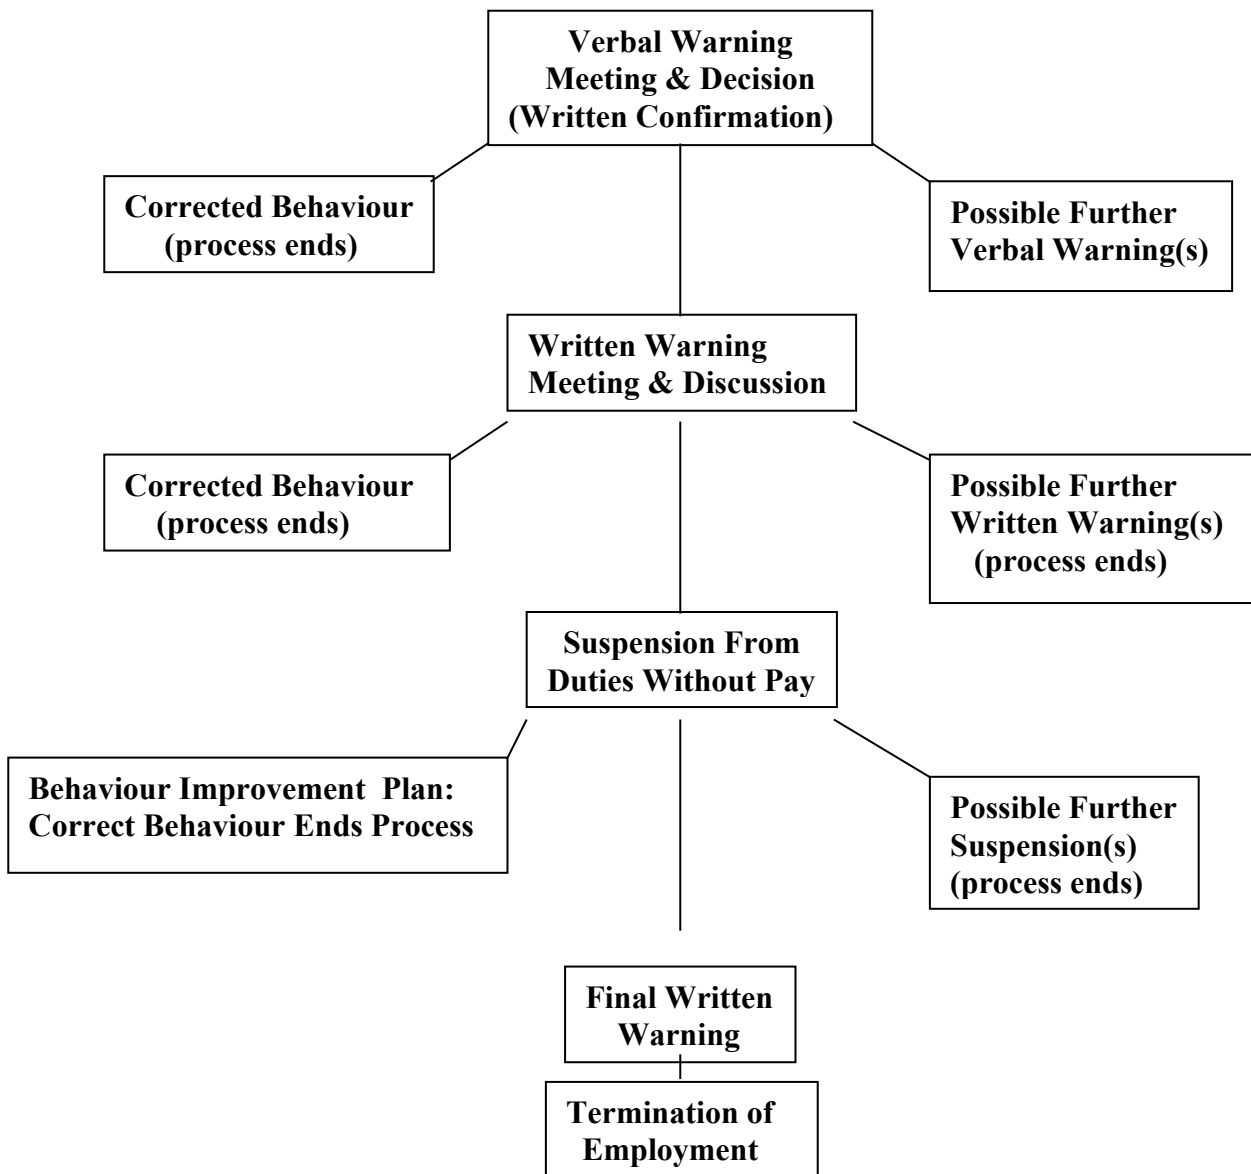 Verbal Warning
Meeting & Decision
(Written Confirmation)
Corrected Behaviour
(process ends)
Possible Further
Verbal Warning(s)
Written Warning
Meeting & Discussion
Corrected Behaviour
(process ends)
Possible Further
Written Warning(s)
(process ends)
Suspension From
Duties Without Pay
Behaviour Improvement Plan:
Correct Behaviour Ends Process
Possible Further
Suspension(s)
(process ends)
Final Written
Warning
Termination of
Employment